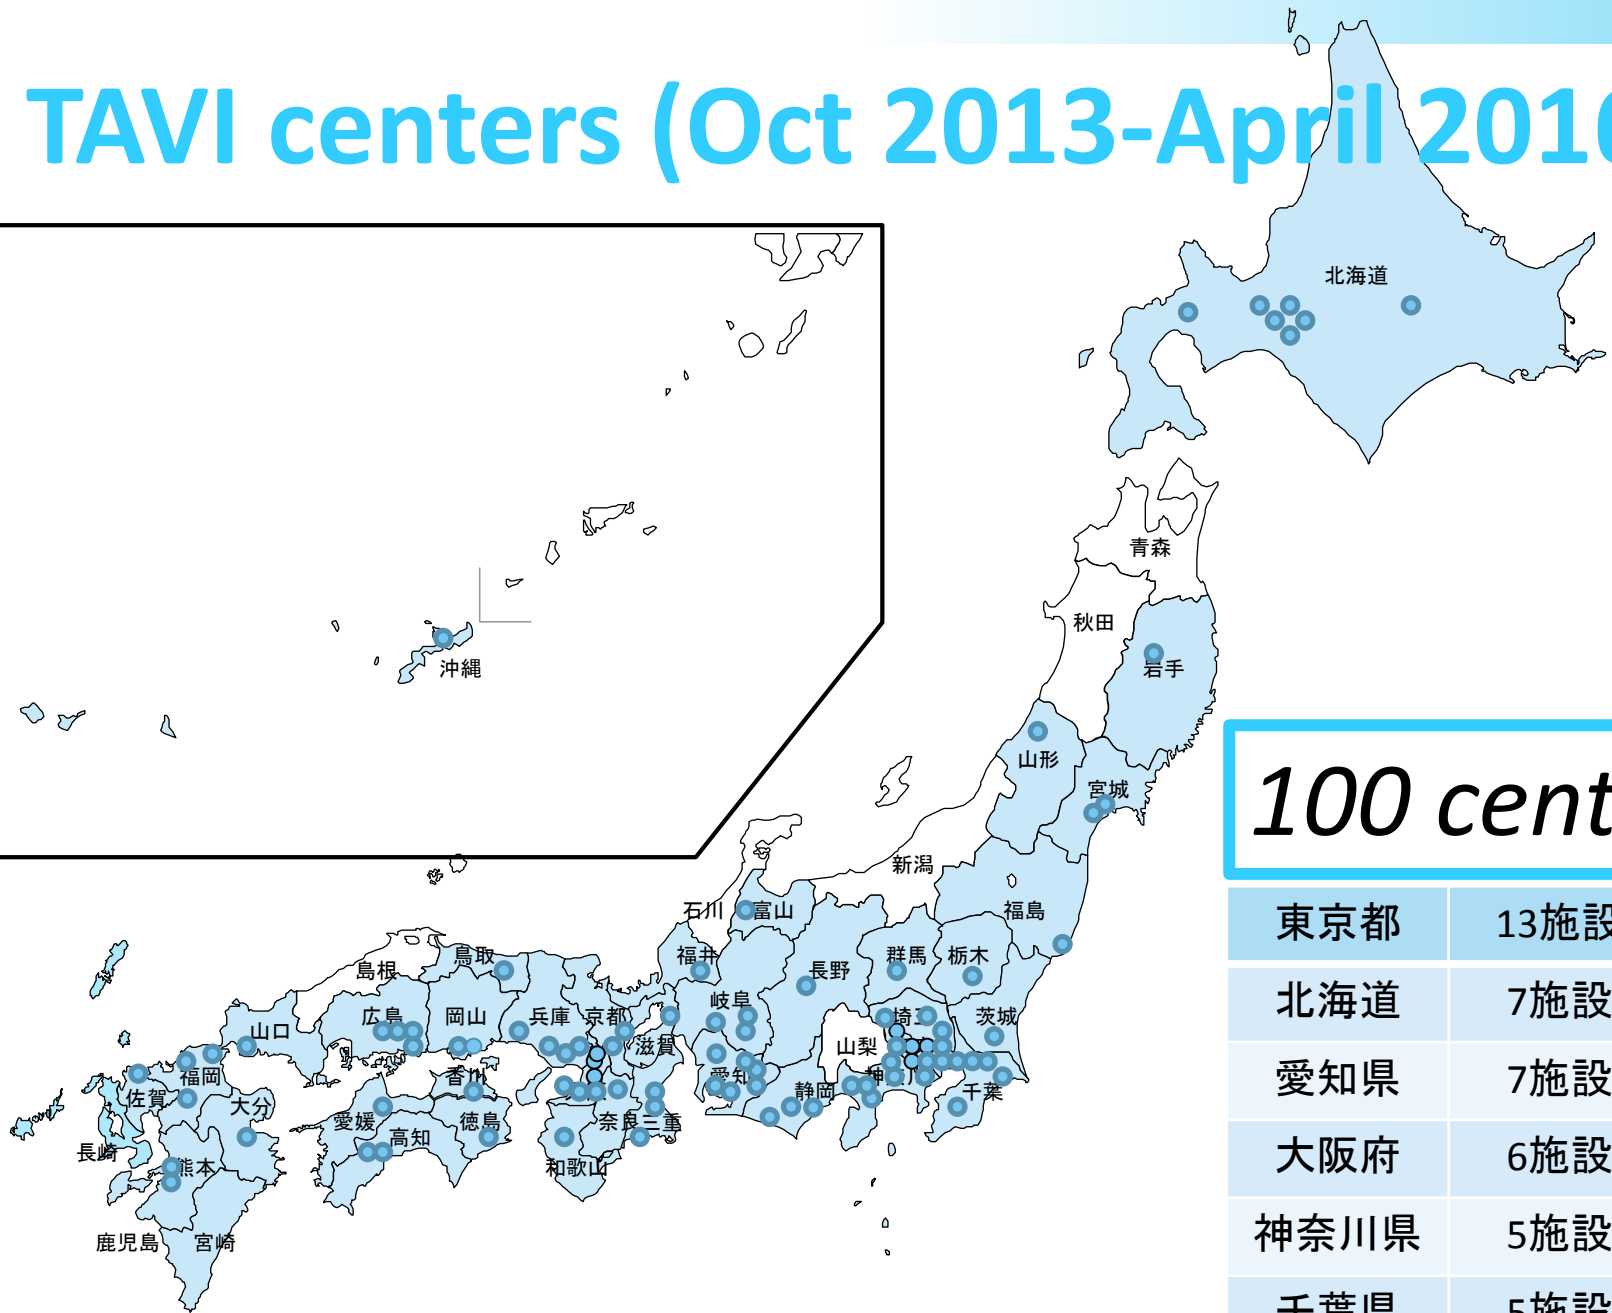 TAVI centers (Oct 2013-April 201
北海道
青森
秋田
岩手
沖縄
山形
宮城
100 cent
新潟
福島
石川
富山
東京都 13施設
島根
鳥取
福井
長野
群馬
栃木
北海道 7施設
山口
広島
岡山
兵庫
京都
岐阜
茨城
滋賀
山梨
愛知県 7施設
福岡
佐賀
香川
愛知
静岡
千葉
大分
愛媛
高知
徳島
奈良
三重
大阪府 6施設
長崎
熊本
和歌山
鹿児島
宮崎
神奈川県 5施設
千葉県 5施設